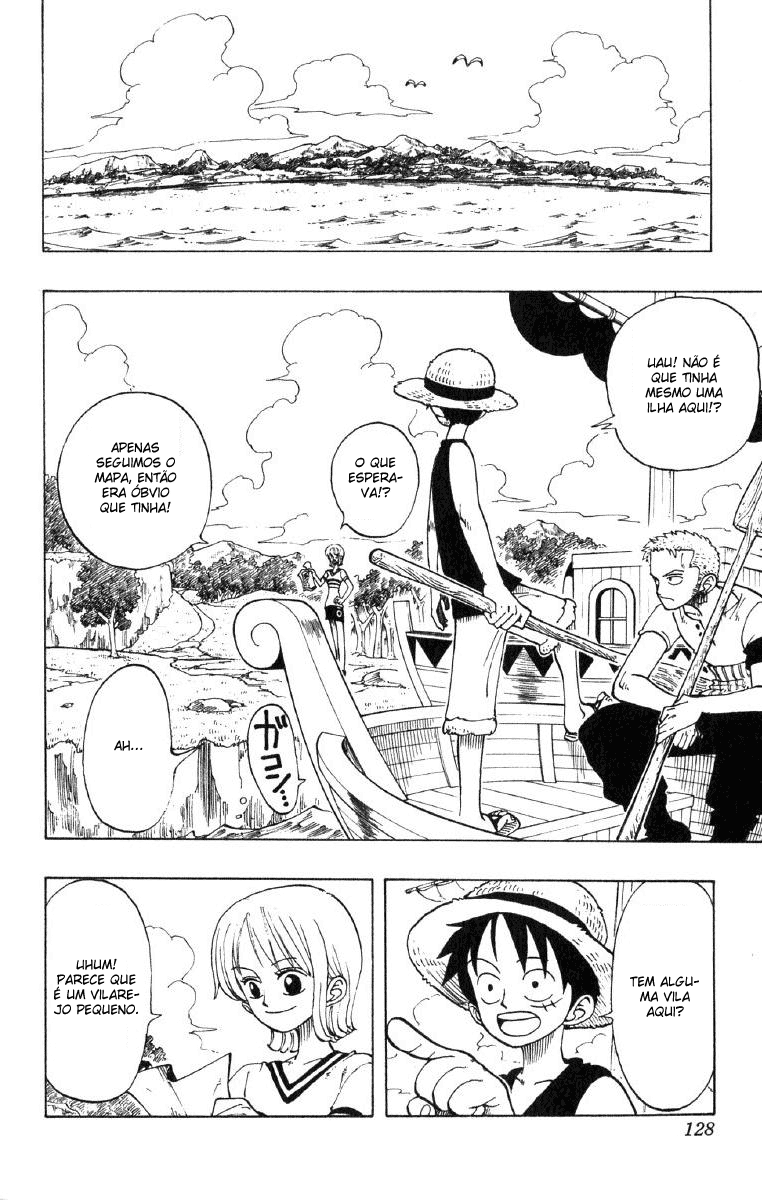 UAU! NÃO É
QUE TINHA
MESMO UMA
ILHA AQUI!?
O QUE
ESPERA-
VA!?
APENAS
SEGUIMOS O
MAPA, ENTÃO
ERA ÓBVIO
QUE TINHA!
AH...
ガコン...
TEM ALGU-
MA VILA
AQUI?
UHUM!
PARECE QUE
É UM VILARE-
JO PEQUENO.
128